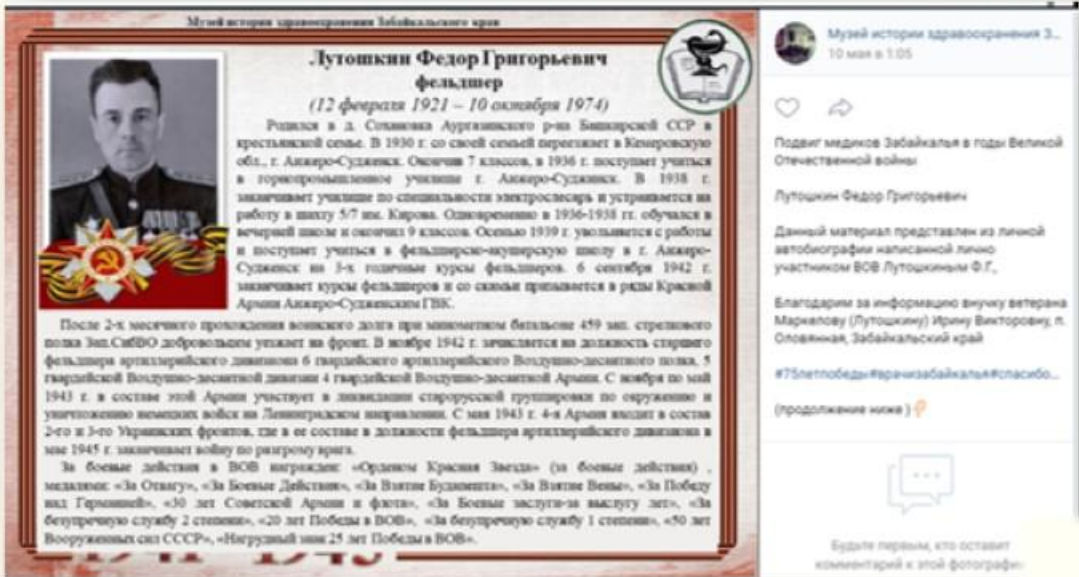 Музей истории здравоохранения Забайкальского края
Лутошкин Федор Григорьевич
фельдшер
(12 февраля 1921 – 10 октября 1974)
Родился в д. Сохановка Аургазинского р-на Башкирской ССР в
крестьянской семье. В 1930 г. со своей семьей переезжает в Кемеровскую
обл., г. Анжеро-Судженск. Окончив 7 классов, в 1936 г. поступает учиться
в горнопромышленное училище г. Анжеро-Судженск. В 1938 г.
заканчивает училище по специальности электрослесарь и устраивается на
работу в шахту 5/7 им. Кирова. Одновременно в 1936-1938 гг. обучался в
вечерней школе и окончил 9 классов. Осенью 1939 г. увольняется с работы
и поступает учиться в фельдшерско-акушерскую школу в г. Анжеро-
Судженск на 3-х годичные курсы фельдшеров. 6 сентября 1942 г.
заканчивает курсы фельдшеров и со скамьи призывается в ряды Красной
Армии Анжеро-Судженским ГВК.
После 2-х месячного прохождения воинского долга при минометном батальоне 459 зап. стрелкового
полка Зап.СибВО добровольцем уезжает на фронт. В ноябре 1942 г. зачисляется на должность старшего
фельдшера артиллерийского дивизиона 6 гвардейского артиллерийского Воздушно-десантного полка, 5
гвардейской Воздушно-десантной дивизии 4 гвардейской Воздушно-десантной Армии. С ноября по май
1943 г. в составе этой Армии участвует в ликвидации старорусской группировки по окружению и
уничтожению немецких войск на Ленинградском направлении. С мая 1943 г. 4-я Армия входит в состав
2-го и 3-го Украинских фронтов, где в ее составе в должности фельдшера артиллерийского дивизиона в
мае 1945 г. заканчивает войну по разгрому врага.
За боевые действия в ВОВ награжден: «Орденом Красная Звезда» (за боевые действия) ,
медалями: «За Отвагу», «За Боевые Действия», «За Взятие Будапешта», «За Взятие Вены», «За Победу
над Германией», «30 лет Советской Армии и флота», «За Боевые заслуги-за выслугу лет», «За
безупречную службу 2 степени», «20 лет Победы в ВОВ», «За безупречную службу 1 степени», «50 лет
Вооруженных сил СССР», «Нагрудный знак 25 лет Победы в ВОВ».
Музей истории здравоохранения З...
10 мая в 1:05
Подвиг медиков Забайкалья в годы Великой
Отечественной войны
Лутошкин Федор Григорьевич
Данный материал представлен из личной
автобиографии написанной лично
участником ВОВ Лутошкиным Ф.Г.,
Благодарим за информацию внучку ветерана
Маркелову (Лутошкину) Ирину Викторовну, п.
Оловянная, Забайкальский край
#75летпобеды#врачизабайкалья#спасибо...
(продолжение ниже )
Будьте первым, кто оставит
комментарий к этой фотографии